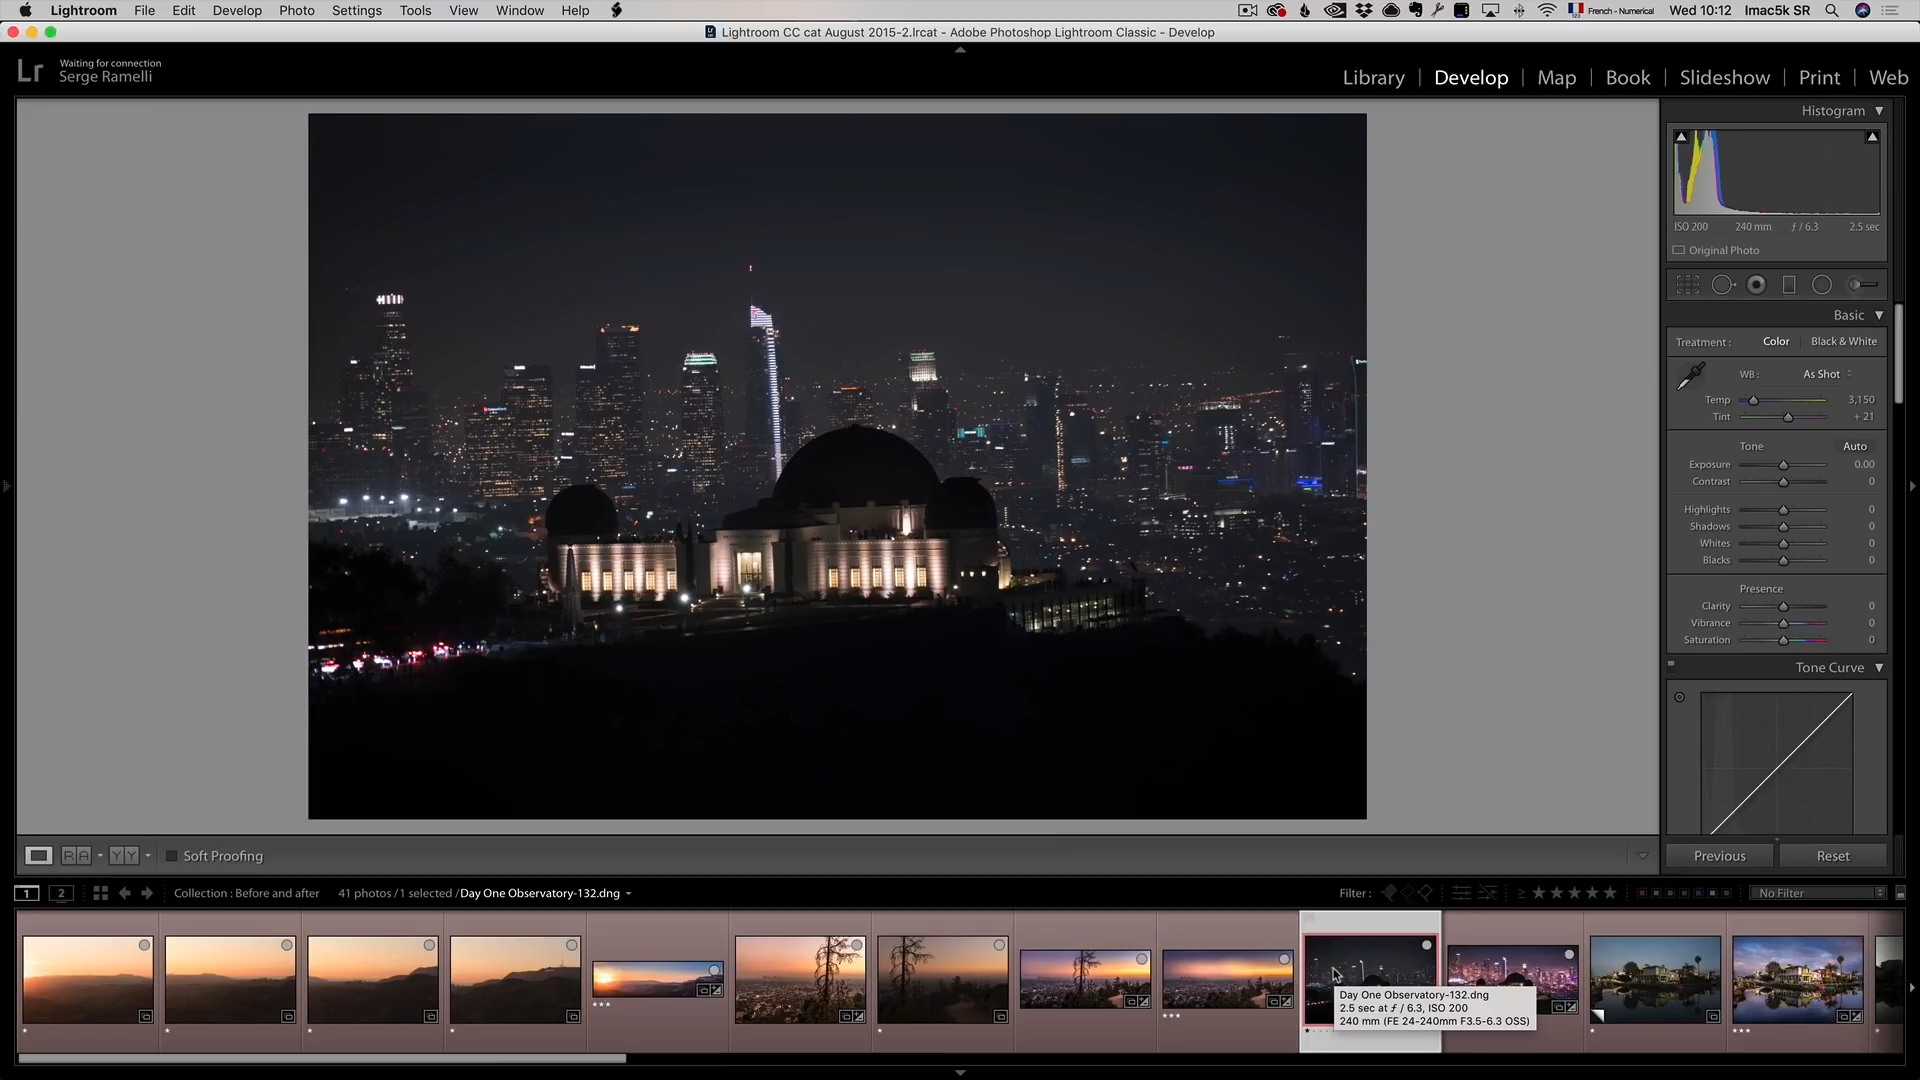 Lightroom File Edit Develop Photo Settings Tools View Window Help
French - Numerical Wed 10:12 Imac5k SR
Lightroom CC cat August 2015-2.lrcat - Adobe Photoshop Lightroom Classic - Develop
Lr
Waiting for connection
Serge Ramelli
Library | Develop | Map | Book | Slideshow | Print | Web
Histogram
ISO 200 240 mm ƒ / 6.3 2.5 sec
Original Photo
Basic
Treatment : Color Black & White
WB : As Shot
Temp 3,150
Tint + 21
Tone Auto
Exposure 0.00
Contrast 0
Highlights 0
Shadows 0
Whites 0
Blacks 0
Presence
Clarity 0
Vibrance 0
Saturation 0
Tone Curve
R A Y Y Soft Proofing
Previous Reset
1 2 Collection : Before and after 41 photos / 1 selected / Day One Observatory-132.dng
Filter : ≥ No Filter
Day One Observatory-132.dng
2.5 sec at ƒ / 6.3, ISO 200
240 mm (FE 24-240mm F3.5-6.3 OSS)